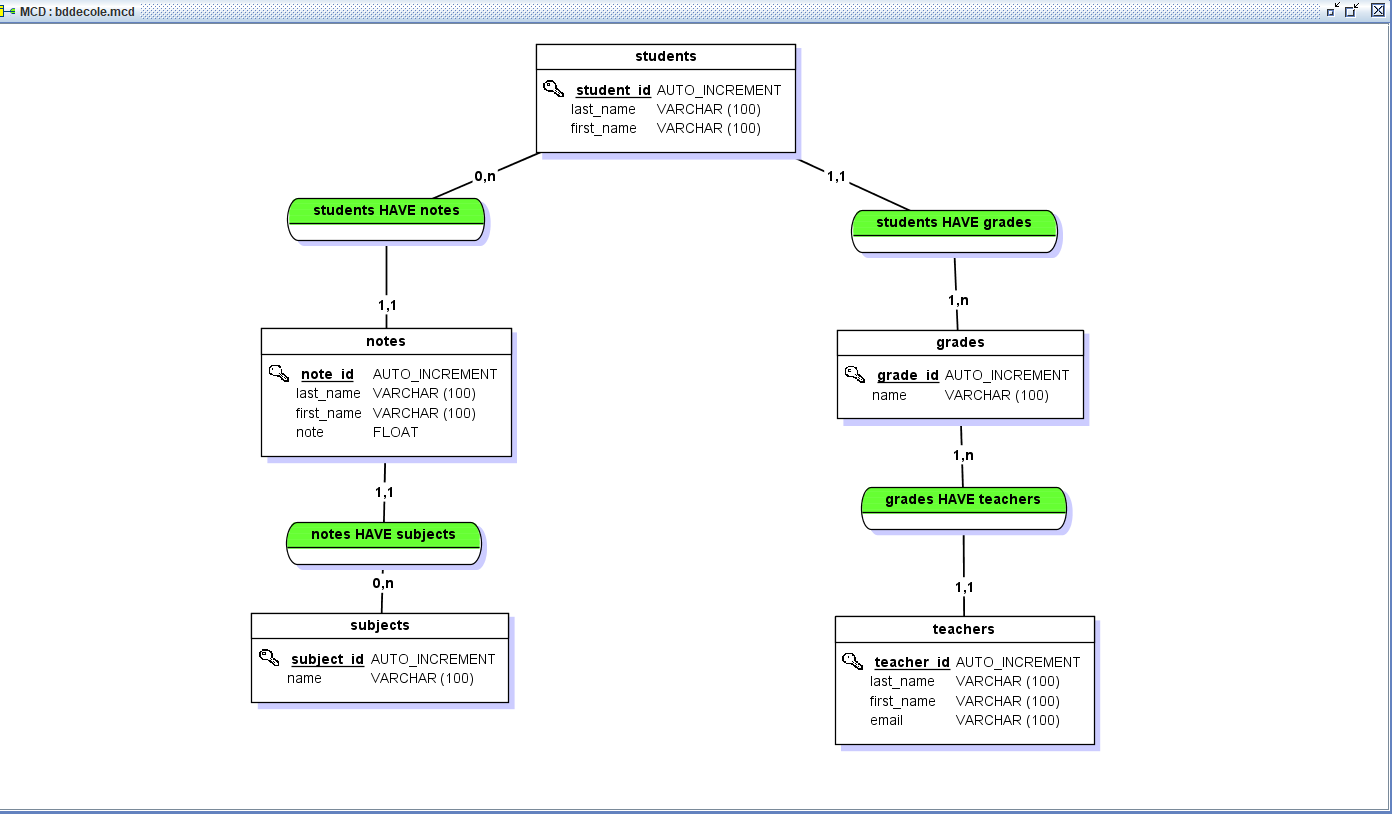 MCD : bddecole.mcd
students
student_id AUTO_INCREMENT
last_name VARCHAR (100)
first_name VARCHAR (100)
0,n
1,1
students HAVE notes
students HAVE grades
1,1
1,n
notes
note_id AUTO_INCREMENT
last_name VARCHAR (100)
first_name VARCHAR (100)
note FLOAT
grades
grade_id AUTO_INCREMENT
name VARCHAR (100)
1,1
1,n
notes HAVE subjects
grades HAVE teachers
0,n
1,1
subjects
subject_id AUTO_INCREMENT
name VARCHAR (100)
teachers
teacher_id AUTO_INCREMENT
last_name VARCHAR (100)
first_name VARCHAR (100)
email VARCHAR (100)